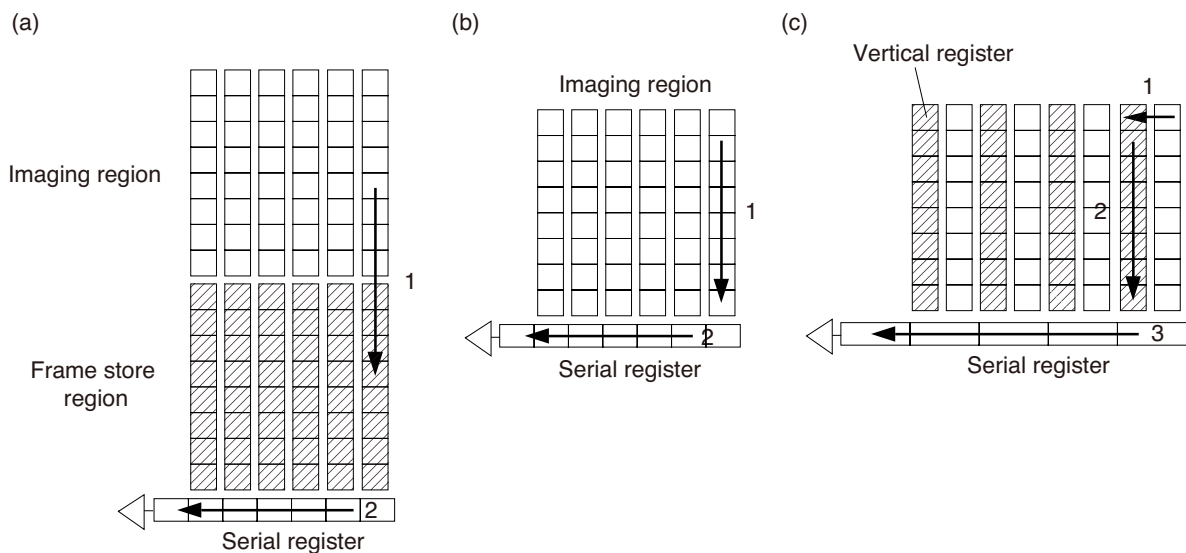 (a)
Imaging region
1
Frame store
region
2
Serial register
(b)
Imaging region
1
2
Serial register
(c)
Vertical register
1
2
3
Serial register